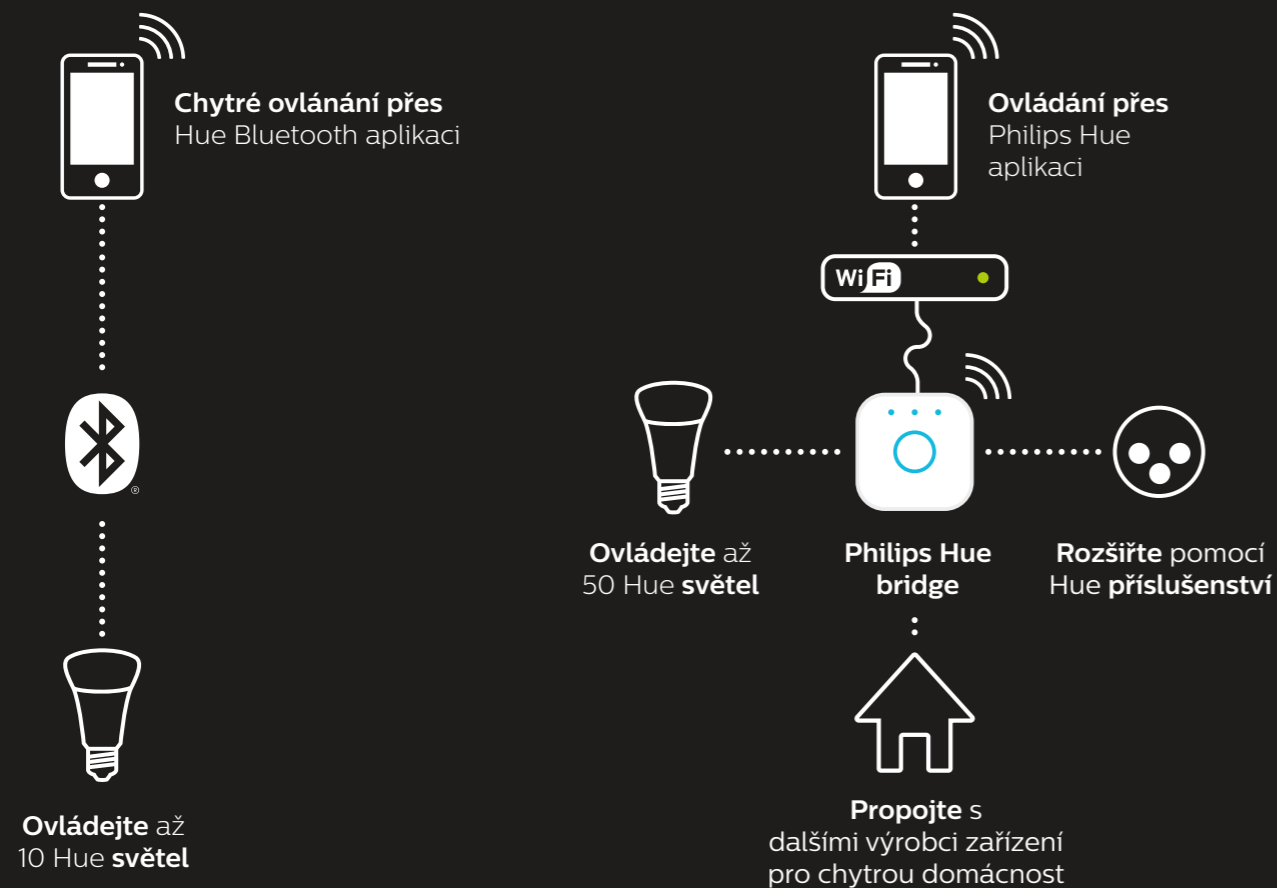 Chytré ovlánání přes
Hue Bluetooth aplikaci
®
Ovládejte až
10 Hue světel
Ovládání přes
Philips Hue
aplikaci
WiFi
Ovládejte až
50 Hue světel
Philips Hue
bridge
Rozšiřte pomocí
Hue příslušenství
Propojte s
dalšími výrobci zařízení
pro chytrou domácnost